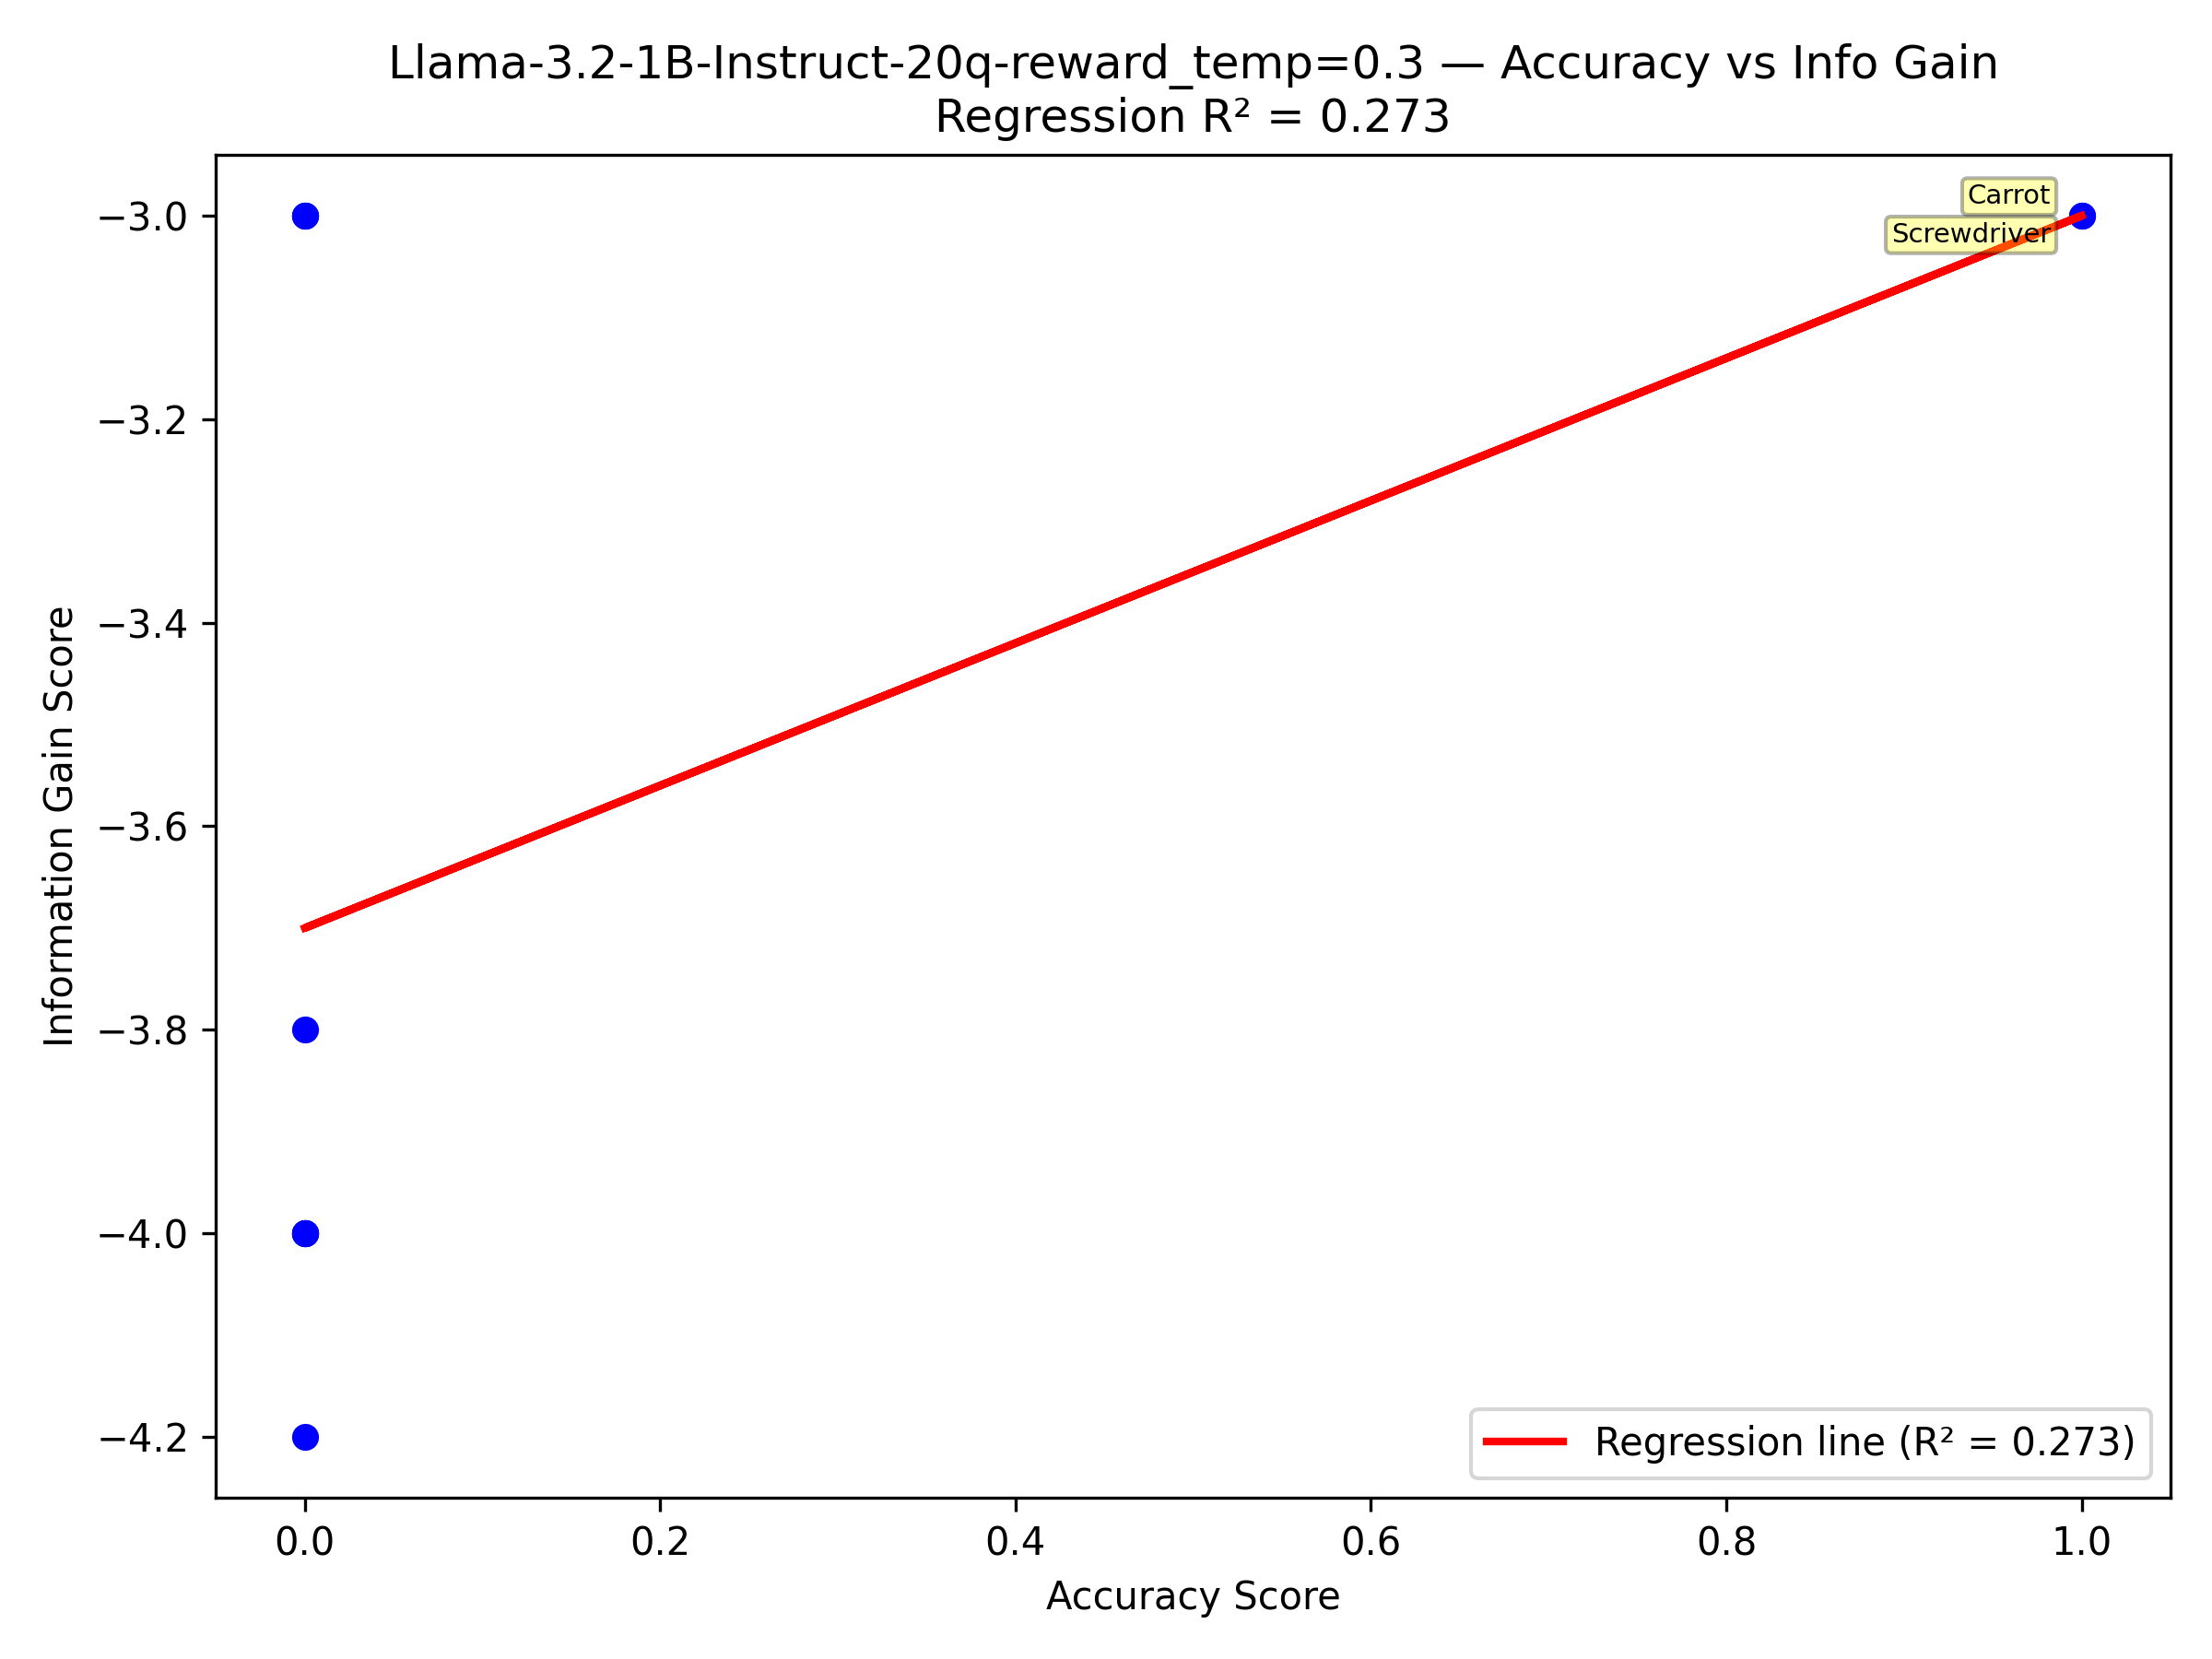 Llama-3.2-1B-Instruct-20q-reward_temp=0.3 — Accuracy vs Info Gain
Regression R² = 0.273
Carrot
Screwdriver
−3.0
−3.2
−3.4
−3.6
−3.8
−4.0
−4.2
Information Gain Score
Regression line (R² = 0.273)
0.0 0.2 0.4 0.6 0.8 1.0
Accuracy Score